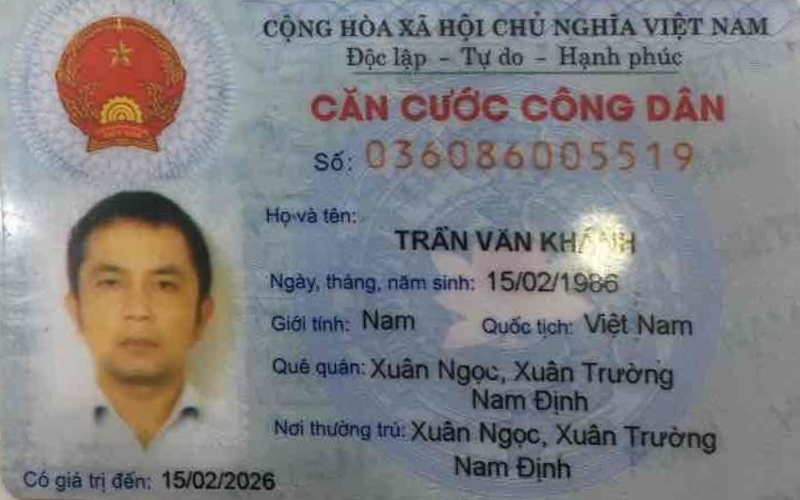 CỘNG HÒA XÃ HỘI CHỦ NGHĨA VIỆT NAM
Độc lập - Tự do - Hạnh phúc
CĂN CƯỚC CÔNG DÂN
Số: 036086005519
Họ và tên:
TRẦN VĂN KHÁNH
Ngày, tháng, năm sinh: 15/02/1986
Giới tính: Nam Quốc tịch: Việt Nam
Quê quán: Xuân Ngọc, Xuân Trường
Nam Định
Nơi thường trú: Xuân Ngọc, Xuân Trường
Nam Định
Có giá trị đến: 15/02/2026